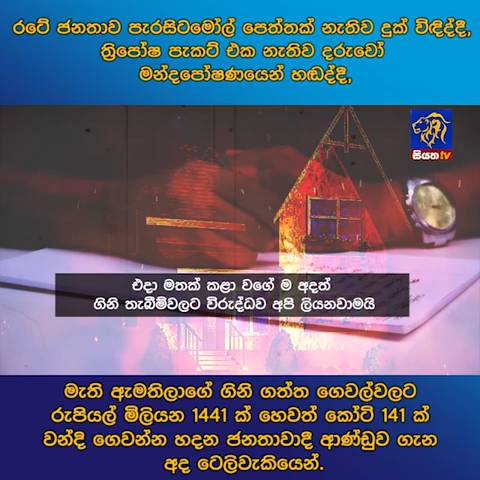 රටේ ජනතාව පැරසිටමෝල් පෙත්තක් නැතිව දුක් විඳිද්දී,
ත්‍රිපෝෂ පැකට් එක නැතිව දරුවෝ
මන්දපෝෂණයෙන් හඬද්දී,
සියත tv
එදා මතක් කළා වගේ ම අදත්
ගිනි තැබීම්වලට විරුද්ධව අපි ලියනවාමයි
මැති ඇමතිලාගේ ගිනි ගත්ත ගෙවල්වලට
රුපියල් මිලියන 1441 ක් හෙවත් කෝටි 141 ක්
වන්දි ගෙවන්න හදන ජනතාවාදී ආණ්ඩුව ගැන
අද ටෙලිවැකියෙන්.